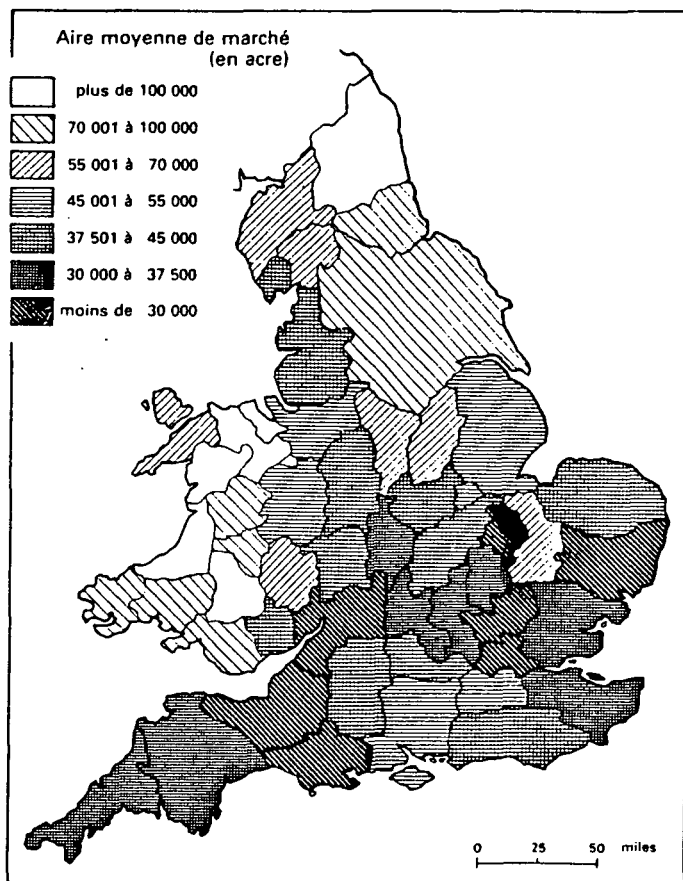 Aire moyenne de marché
(en acre)
plus de 100 000
70 001 à 100 000
55 001 à 70 000
45 001 à 55 000
37 501 à 45 000
30 000 à 37 500
moins de 30 000
0 25 50 miles